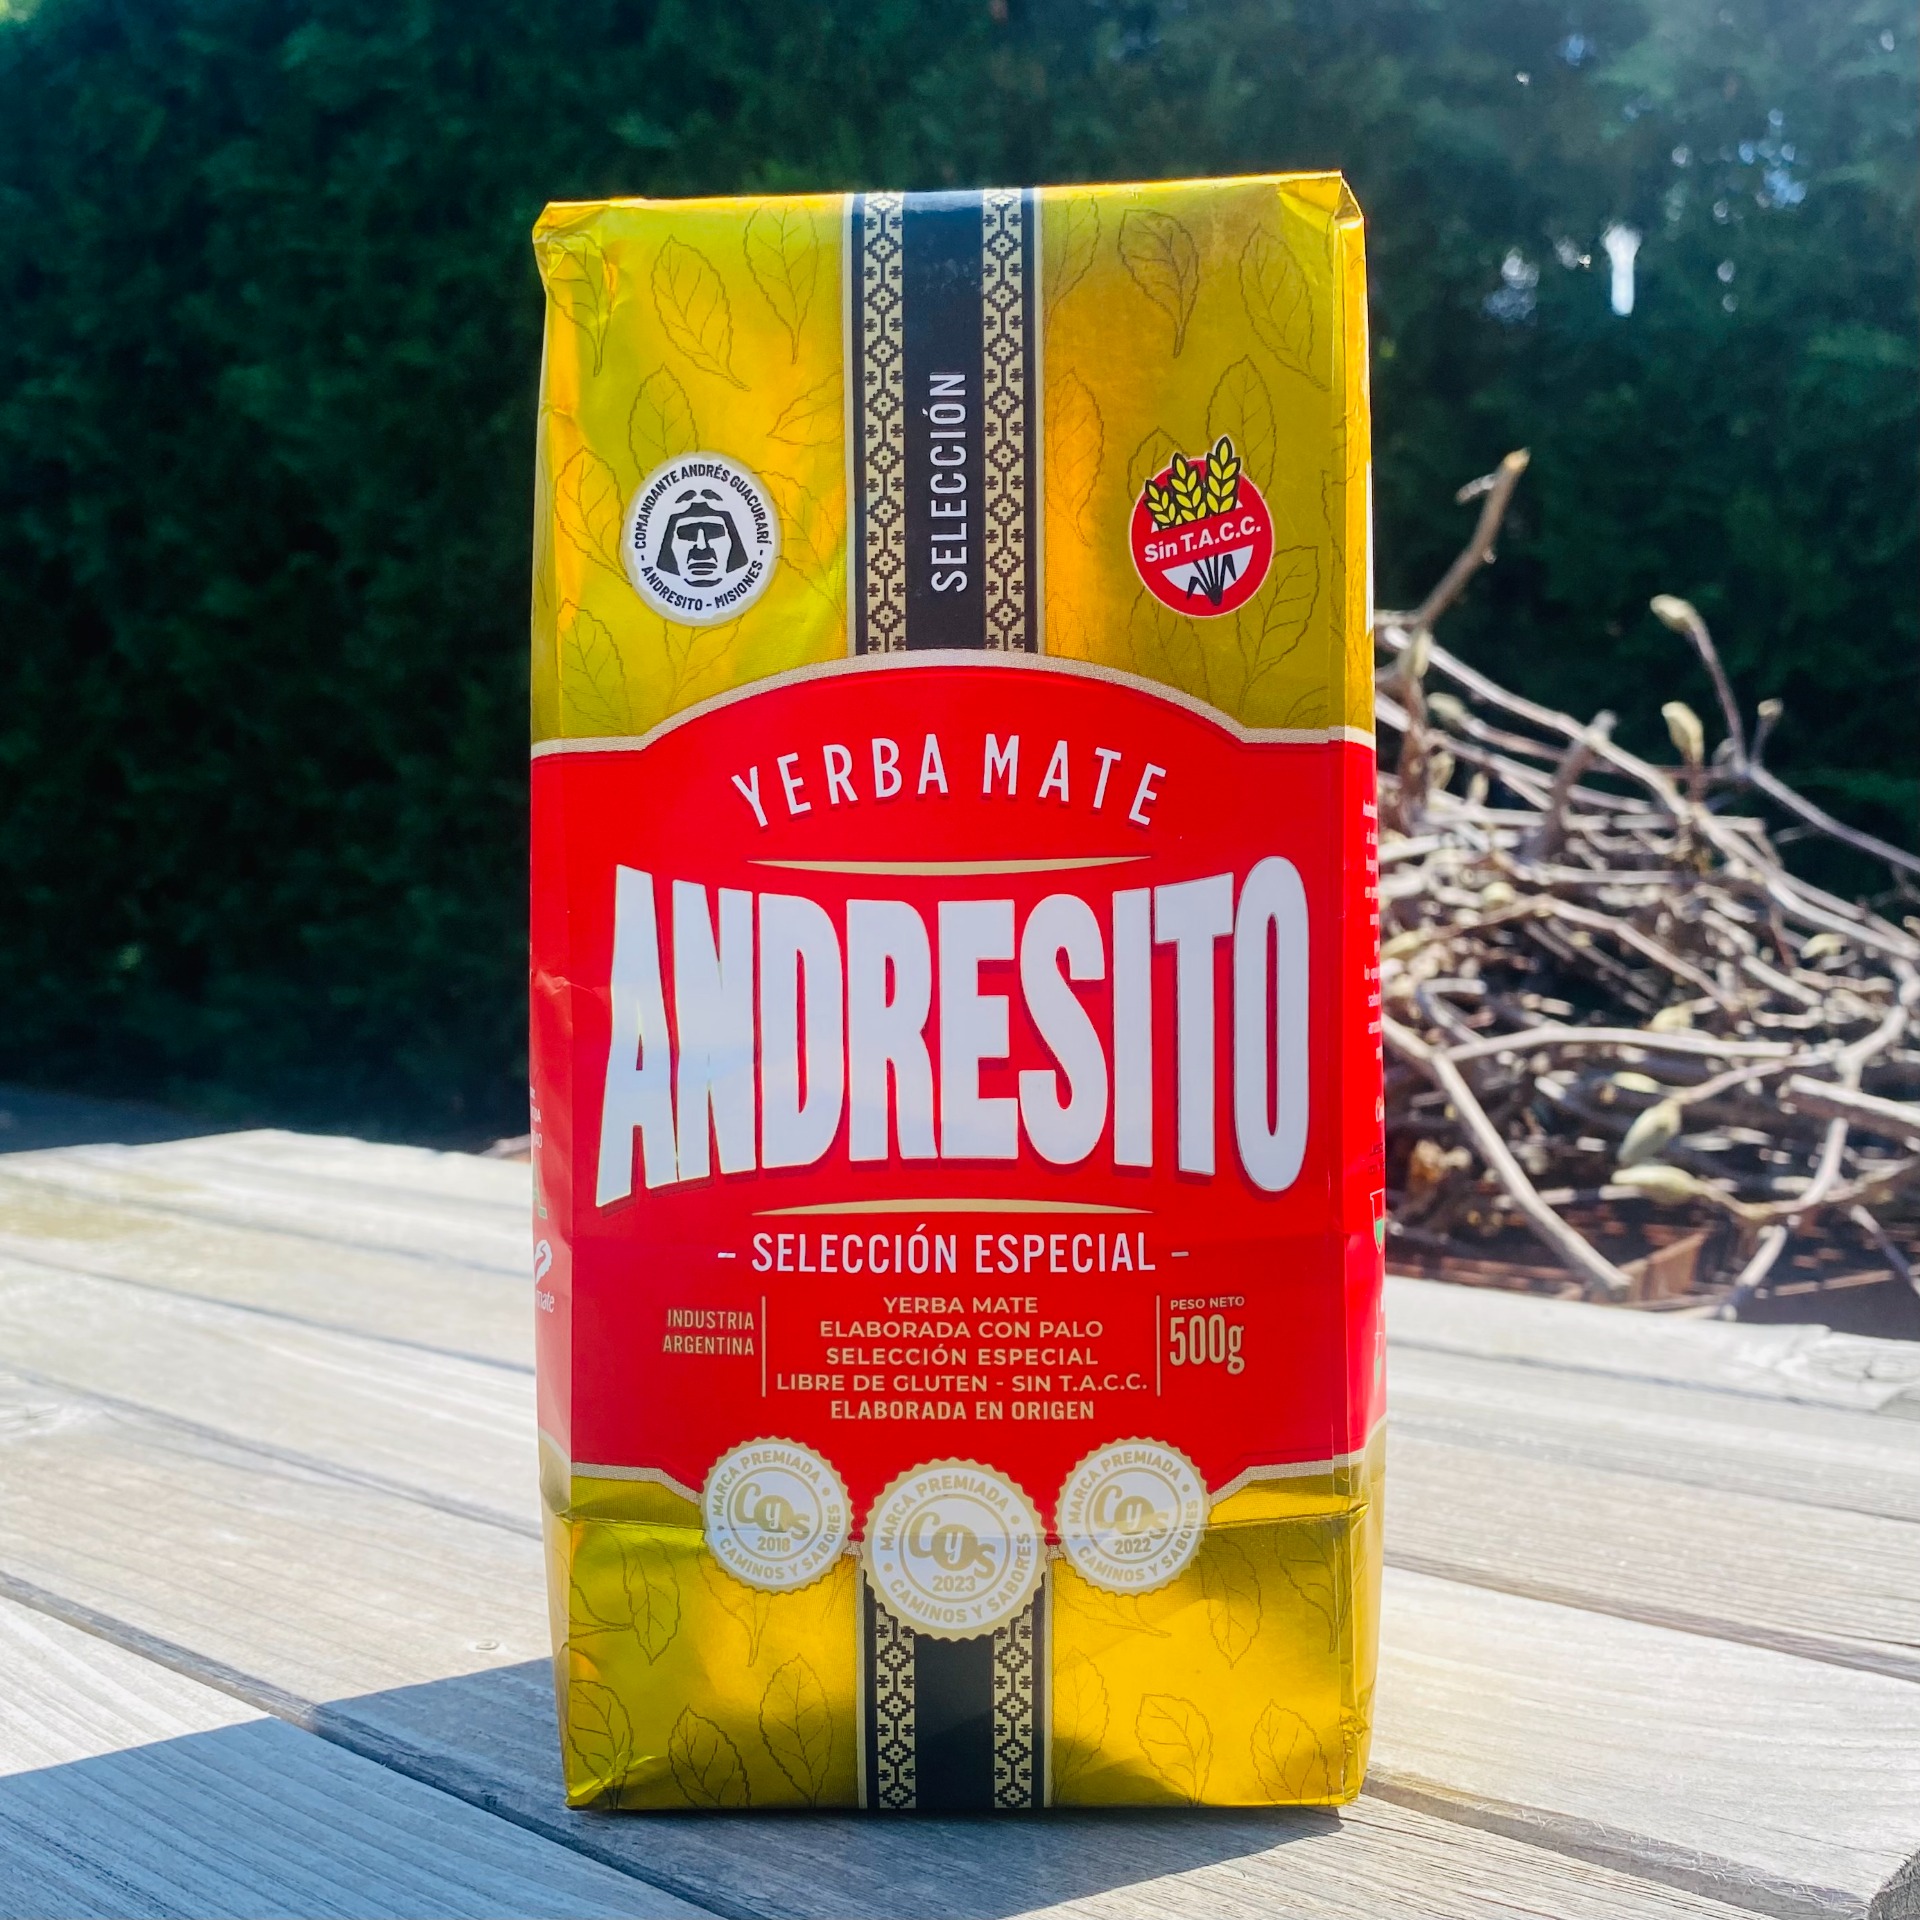 SELECCIÓN
- COMANDANTE ANDRÉS GUACURARÍ -
ANDRESITO - MISIONES
Sin T.A.C.C.
YERBA MATE
ANDRESITO
- SELECCIÓN ESPECIAL -
INDUSTRIA
ARGENTINA
YERBA MATE
ELABORADA CON PALO
SELECCIÓN ESPECIAL
LIBRE DE GLUTEN - SIN T.A.C.C.
ELABORADA EN ORIGEN
PESO NETO
500g
MARCA PREMIADA
CyS
2018
CAMINOS Y SABORES
MARCA PREMIADA
CyS
2023
CAMINOS Y SABORES
MARCA PREMIADA
CyS
2022
CAMINOS Y SABORES
mate